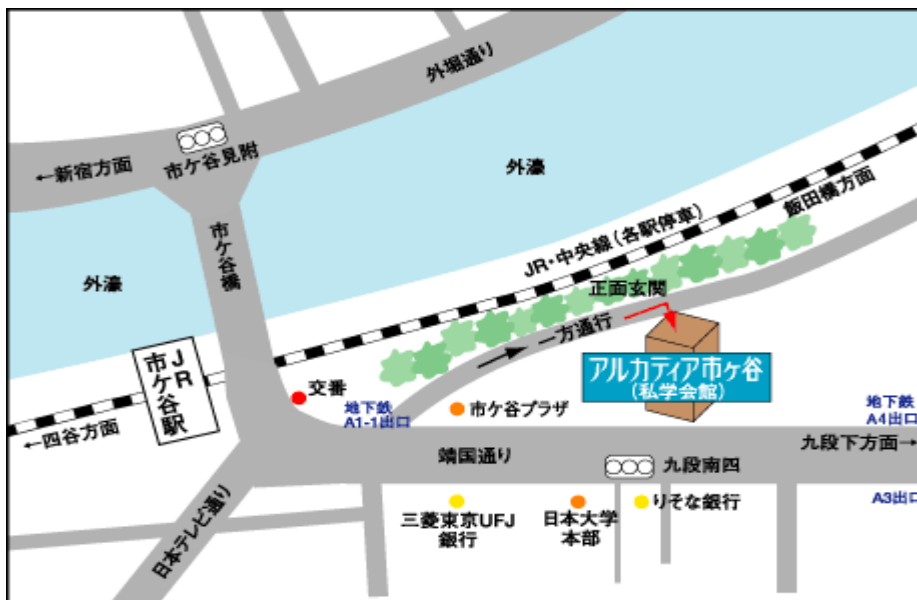 外堀通り
←新宿方面
市ケ谷見附
外濠
市ケ谷橋
外濠
飯田橋方面
JR・中央線(各駅停車)
正面玄関
一方通行
アルカディア市ヶ谷
(私学会館)
JR
市ケ谷駅
交番
地下鉄
A1-1出口
市ケ谷プラザ
地下鉄
A4出口
←四谷方面
靖国通り
九段南四
九段下方面→
三菱東京UFJ
銀行
日本大学
本部
りそな銀行
A3出口
日本テレビ通り